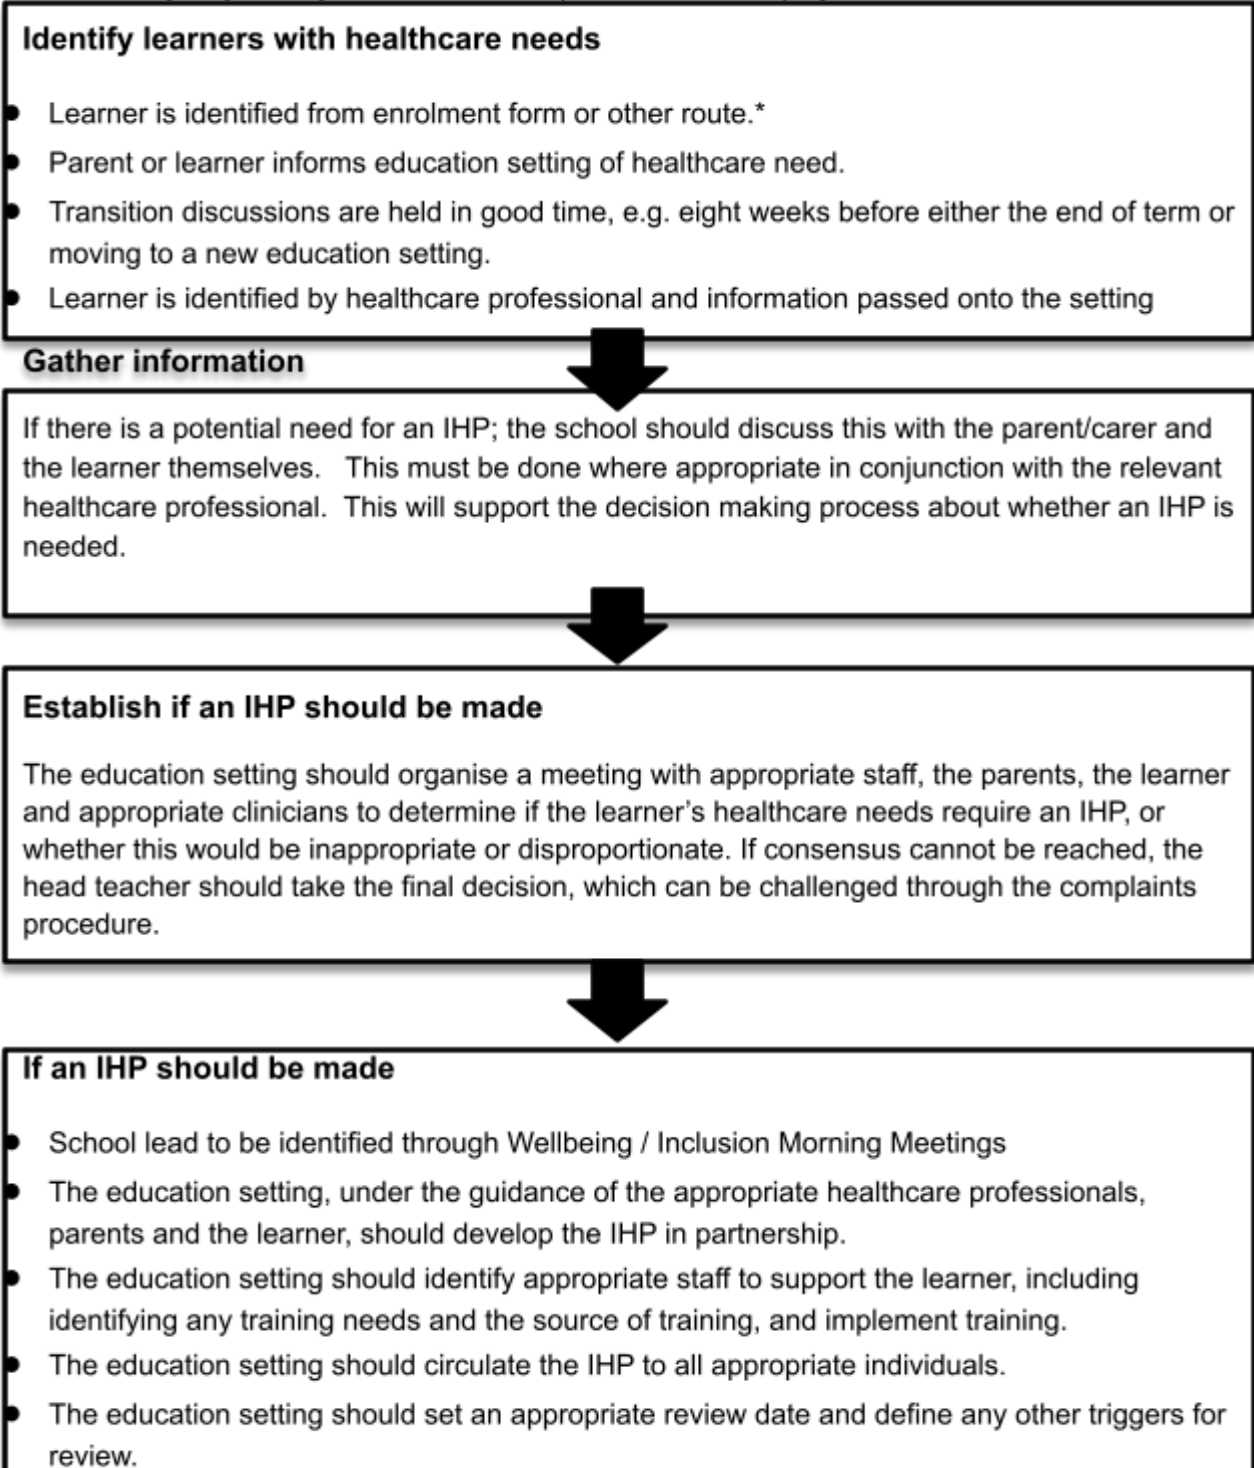 Identify learners with healthcare needs
• Learner is identified from enrolment form or other route.*
• Parent or learner informs education setting of healthcare need.
• Transition discussions are held in good time, e.g. eight weeks before either the end of term or
moving to a new education setting.
• Learner is identified by healthcare professional and information passed onto the setting
Gather information
If there is a potential need for an IHP; the school should discuss this with the parent/carer and
the learner themselves.   This must be done where appropriate in conjunction with the relevant
healthcare professional.  This will support the decision making process about whether an IHP is
needed.
Establish if an IHP should be made
The education setting should organise a meeting with appropriate staff, the parents, the learner
and appropriate clinicians to determine if the learner’s healthcare needs require an IHP, or
whether this would be inappropriate or disproportionate. If consensus cannot be reached, the
head teacher should take the final decision, which can be challenged through the complaints
procedure.
If an IHP should be made
• School lead to be identified through Wellbeing / Inclusion Morning Meetings
• The education setting, under the guidance of the appropriate healthcare professionals,
parents and the learner, should develop the IHP in partnership.
• The education setting should identify appropriate staff to support the learner, including
identifying any training needs and the source of training, and implement training.
• The education setting should circulate the IHP to all appropriate individuals.
• The education setting should set an appropriate review date and define any other triggers for
review.